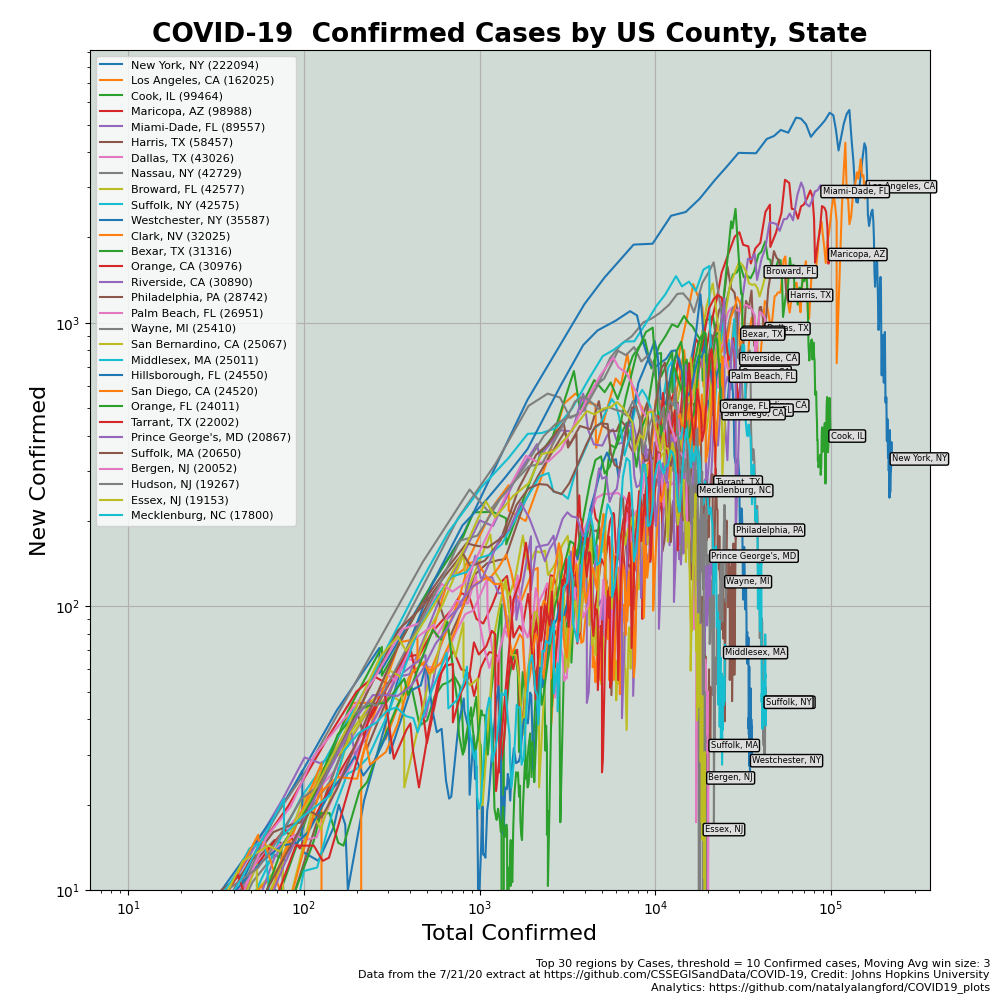 COVID-19  Confirmed Cases by US County, State
New York, NY (222094)
Los Angeles, CA (162025)
Cook, IL (99464)
Maricopa, AZ (98988)
Miami-Dade, FL (89557)
Harris, TX (58457)
Dallas, TX (43026)
Nassau, NY (42729)
Broward, FL (42577)
Suffolk, NY (42575)
Westchester, NY (35587)
Clark, NV (32025)
Bexar, TX (31316)
Orange, CA (30976)
Riverside, CA (30890)
Philadelphia, PA (28742)
Palm Beach, FL (26951)
Wayne, MI (25410)
San Bernardino, CA (25067)
Middlesex, MA (25011)
Hillsborough, FL (24550)
San Diego, CA (24520)
Orange, FL (24011)
Tarrant, TX (22002)
Prince George's, MD (20867)
Suffolk, MA (20650)
Bergen, NJ (20052)
Hudson, NJ (19267)
Essex, NJ (19153)
Mecklenburg, NC (17800)
Los Angeles, CA
Miami-Dade, FL
Maricopa, AZ
Broward, FL
Harris, TX
Dallas, TX
Bexar, TX
Riverside, CA
Palm Beach, FL
Orange, FL
CA
San Diego, CA
Cook, IL
New York, NY
Tarrant, TX
Mecklenburg, NC
Philadelphia, PA
Prince George's, MD
Wayne, MI
Middlesex, MA
Suffolk, NY
Suffolk, MA
Westchester, NY
Bergen, NJ
Essex, NJ
New Confirmed
10³
10²
10¹
10¹ 10² 10³ 10⁴ 10⁵
Total Confirmed
Top 30 regions by Cases, threshold = 10 Confirmed cases, Moving Avg win size: 3
Data from the 7/21/20 extract at https://github.com/CSSEGISandData/COVID-19, Credit: Johns Hopkins University
Analytics: https://github.com/natalyalangford/COVID19_plots